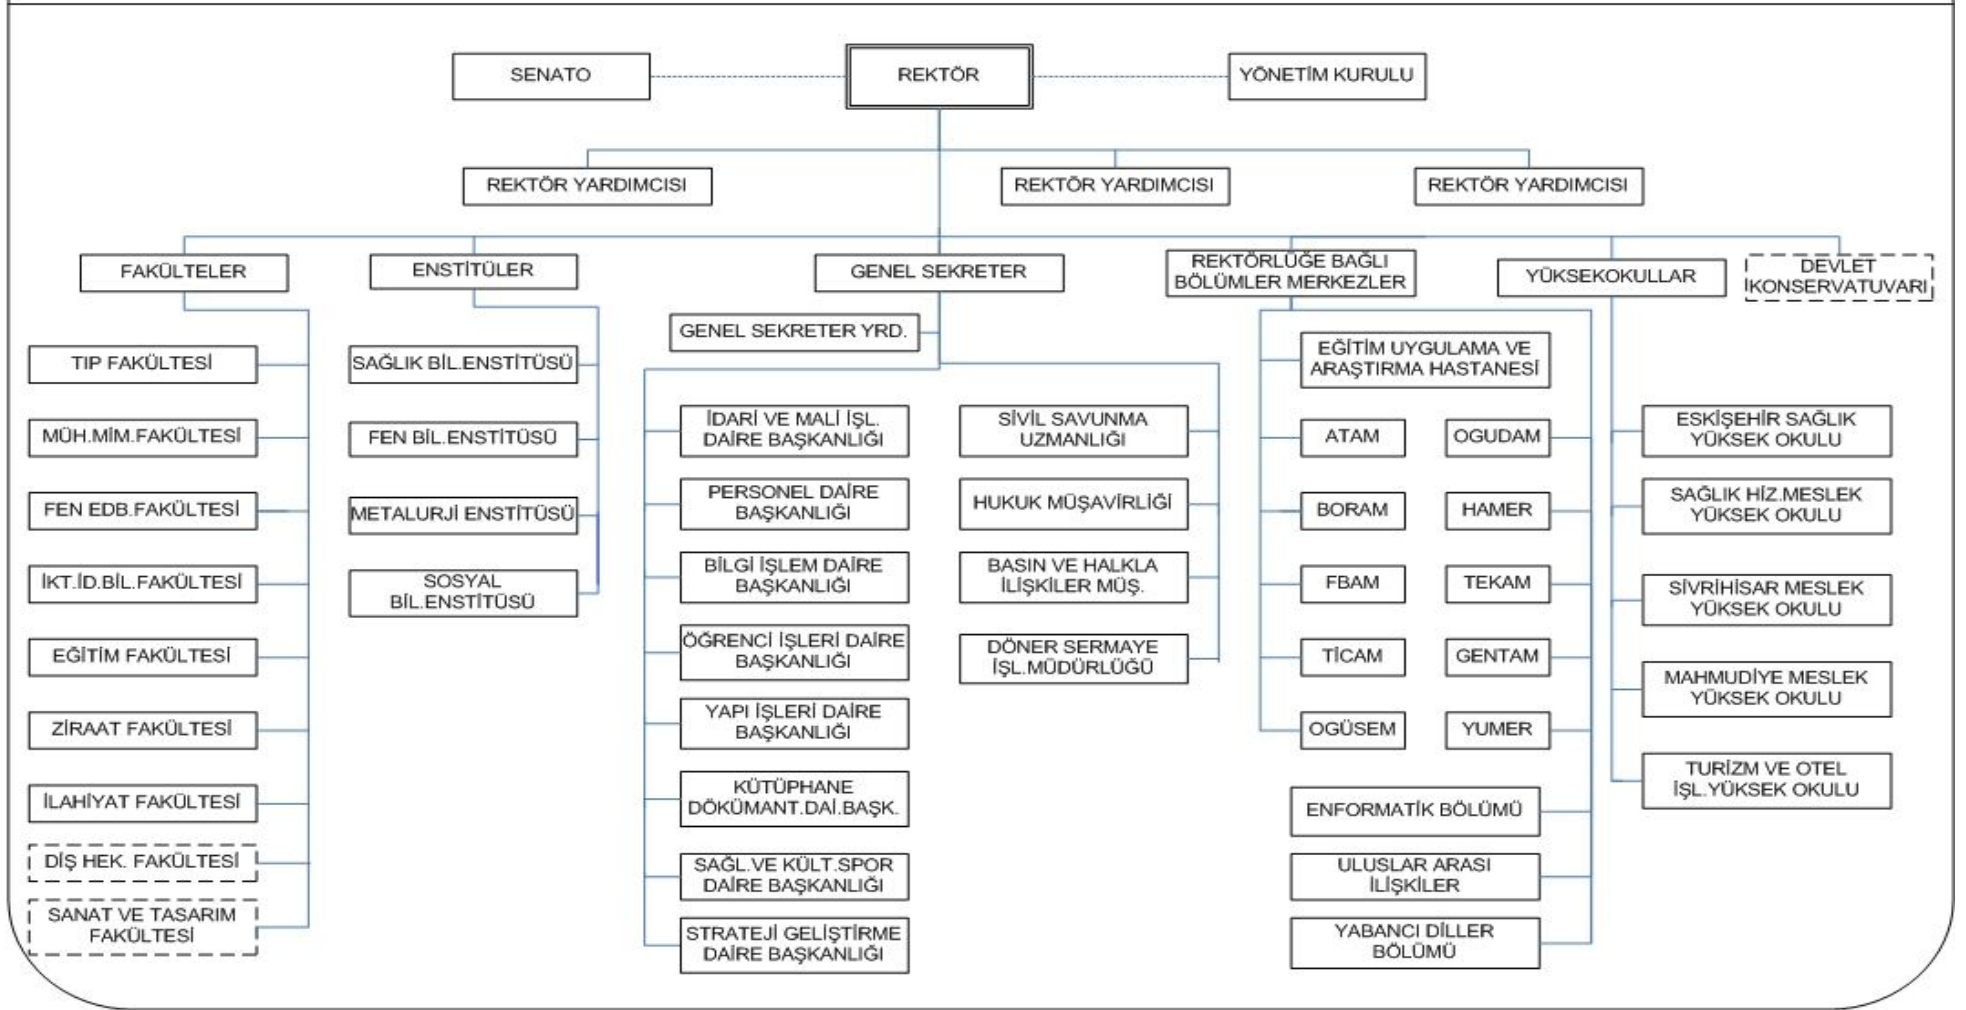 SENATO
REKTÖR
YÖNETİM KURULU
REKTÖR YARDIMCISI
REKTÖR YARDIMCISI
REKTÖR YARDIMCISI
FAKÜLTELER
ENSTİTÜLER
GENEL SEKRETER
REKTÖRLÜĞE BAĞLI
BÖLÜMLER MERKEZLER
YÜKSEKOKULLAR
DEVLET
KONSERVATUVARI
TIP FAKÜLTESİ
MÜH.MİM.FAKÜLTESİ
FEN EDB.FAKÜLTESİ
İKT.İD.BİL.FAKÜLTESİ
EĞİTİM FAKÜLTESİ
ZİRAAT FAKÜLTESİ
İLAHİYAT FAKÜLTESİ
DİŞ HEK. FAKÜLTESİ
SANAT VE TASARIM
FAKÜLTESİ
SAĞLIK BİL.ENSTİTÜSÜ
FEN BİL.ENSTİTÜSÜ
METALURJİ ENSTİTÜSÜ
SOSYAL
BİL.ENSTİTÜSÜ
GENEL SEKRETER YRD.
İDARİ VE MALİ İŞL.
DAİRE BAŞKANLIĞI
PERSONEL DAİRE
BAŞKANLIĞI
BİLGİ İŞLEM DAİRE
BAŞKANLIĞI
ÖĞRENCİ İŞLERİ DAİRE
BAŞKANLIĞI
YAPI İŞLERİ DAİRE
BAŞKANLIĞI
KÜTÜPHANE
DÖKÜMANT.DAİ.BAŞK.
SAĞL.VE KÜLT.SPOR
DAİRE BAŞKANLIĞI
STRATEJİ GELİŞTİRME
DAİRE BAŞKANLIĞI
SİVİL SAVUNMA
UZMANLIĞI
HUKUK MÜŞAVİRLİĞİ
BASIN VE HALKLA
İLİŞKİLER MÜŞ.
DÖNER SERMAYE
İŞL.MÜDÜRLÜĞÜ
EĞİTİM UYGULAMA VE
ARAŞTIRMA HASTANESİ
ATAM
OGUDAM
BORAM
HAMER
FBAM
TEKAM
TİCAM
GENTAM
OGÜSEM
YUMER
ENFORMATİK BÖLÜMÜ
ULUSLAR ARASI
İLİŞKİLER
YABANCI DİLLER
BÖLÜMÜ
ESKİŞEHİR SAĞLIK
YÜKSEK OKULU
SAĞLIK HİZ.MESLEK
YÜKSEK OKULU
SİVRİHİSAR MESLEK
YÜKSEK OKULU
MAHMUDİYE MESLEK
YÜKSEK OKULU
TURİZM VE OTEL
İŞL.YÜKSEK OKULU